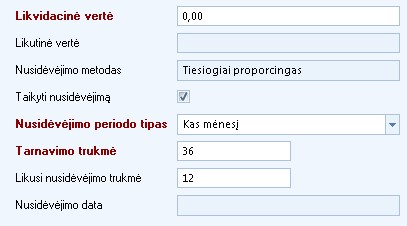 Likvidacinė vertė 0,00
Likutinė vertė
Nusidėvėjimo metodas Tiesiogiai proporcingas
Taikyti nusidėvėjimą
Nusidėvėjimo periodo tipas Kas mėnesį
Tarnavimo trukmė 36
Likusi nusidėvėjimo trukmė 12
Nusidėvėjimo data